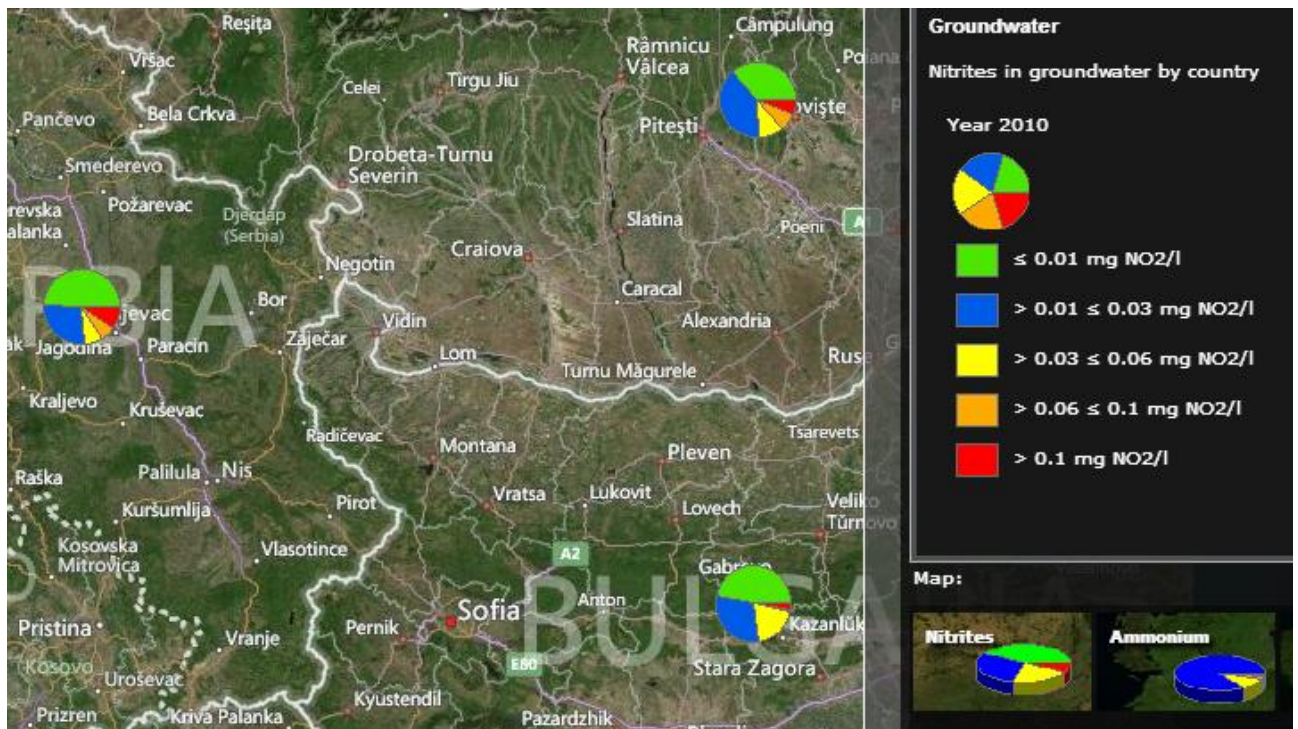 Reşiţa
Câmpulung
Râmnicu
Vâlcea
Vršac
Tirgu Jiu
Celei
Bela Crkva
Pančevo
Piteşti
Smederevo
Drobeta-Turnu
Severin
Požarevac
Djerdap
(Serbia)
Slatina
Poeni
A1
Craiova
Negotin
Caracal
Bor
Vidin
Alexandria
Zaječar
Jagodina
Paracin
Lom
Ruse
Turnu Măgurele
Kraljevo
Kruševac
Tsarevets
Radičevac
Montana
Pleven
Palilula
Nis
Raška
Vratsa
Lukovit
Lovech
Veliko
Tŭrnovo
Kuršumlija
Pirot
Kosovska
Mitrovica
Vlasotince
A2
BULGA
Anton
Sofia
Pernik
Kazanlŭk
Pristina
Vranje
E80
Stara Zagora
Kosovo
Uroševac
Kyustendil
Prizren
Kriva Palanka
Pazardzhik
Groundwater
Nitrites in groundwater by country
Year 2010
≤ 0.01 mg NO2/l
> 0.01 ≤ 0.03 mg NO2/l
> 0.03 ≤ 0.06 mg NO2/l
> 0.06 ≤ 0.1 mg NO2/l
> 0.1 mg NO2/l
Map:
Nitrites
Ammonium